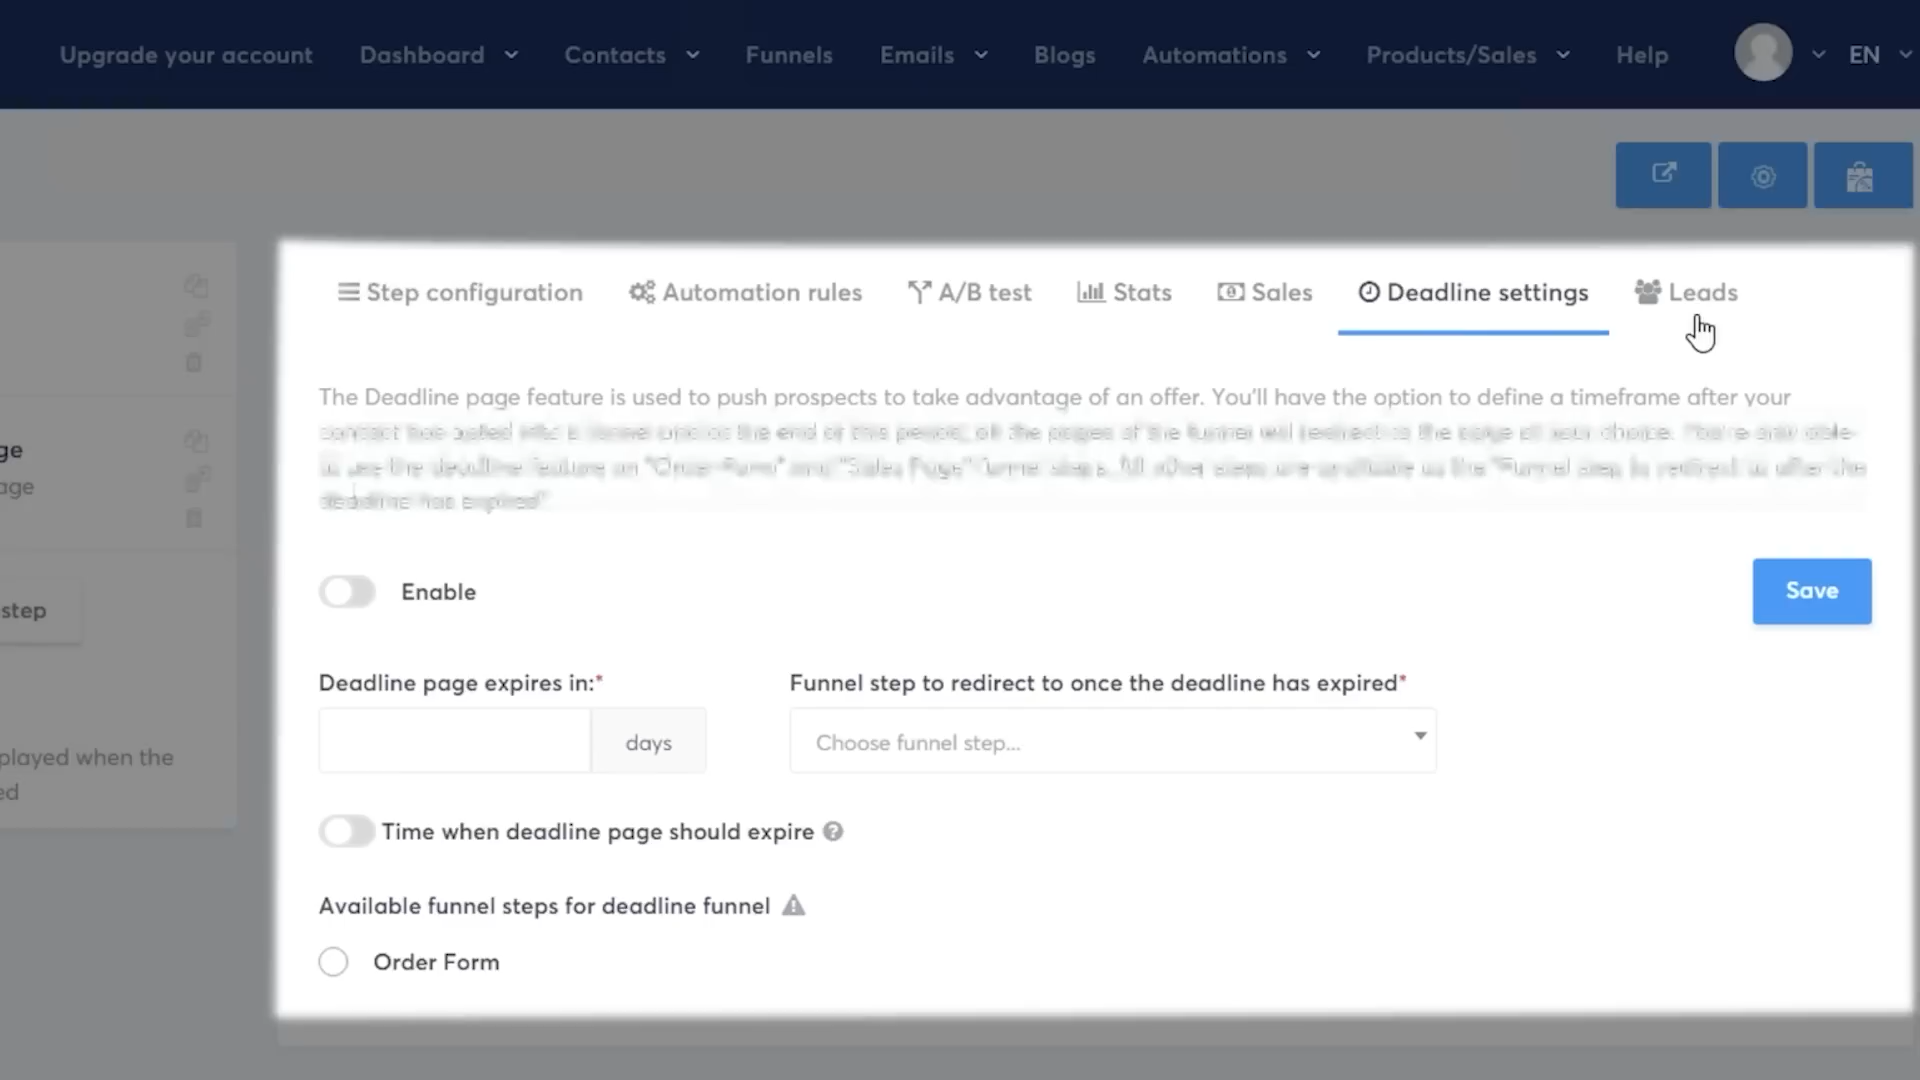 Upgrade your account Dashboard Contacts Funnels Emails Blogs Automations Products/Sales Help EN
Step configuration Automation rules A/B test Stats Sales Deadline settings Leads
The Deadline page feature is used to push prospects to take advantage of an offer. You'll have the option to define a timeframe after your
deadline has expired"
ge
age
Enable
Save
step
Deadline page expires in:*
Funnel step to redirect to once the deadline has expired*
days
Choose funnel step...
played when the
ed
Time when deadline page should expire
Available funnel steps for deadline funnel
Order Form